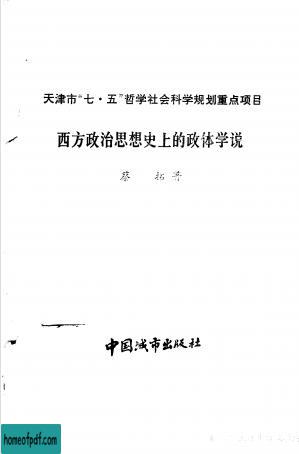 天津市“七·五”哲学社会科学规划重点项目
西方政治思想史上的政体学说
蔡 拓 著
中国城市出版社
homeofpdf.com